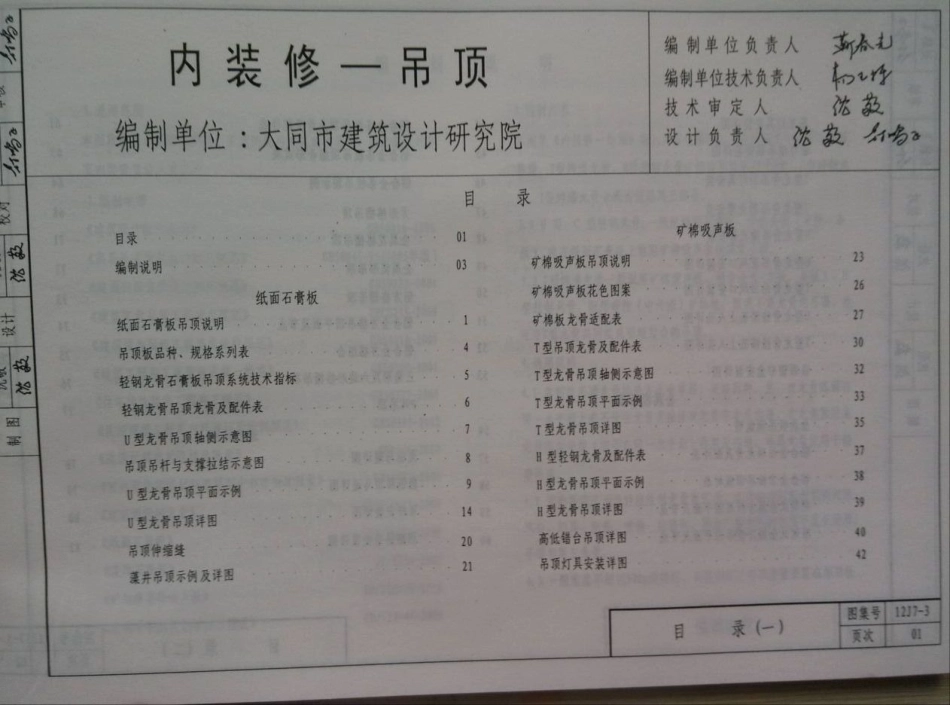 内装修—吊顶
编制单位：大同市建筑设计研究院
编制单位负责人
编制单位技术负责人
技术审定人 沈敏
设计负责人 沈敏
目 录
目录 01
编制说明 03
纸面石膏板
纸面石膏板吊顶说明 1
吊顶板品种、规格系列表 4
轻钢龙骨石膏板吊顶系统技术指标 5
轻钢龙骨吊顶龙骨及配件表 6
U型龙骨吊顶轴侧示意图 7
吊顶吊杆与支撑拉结示意图 8
U型龙骨吊顶平面示例 9
U型龙骨吊顶详图 14
吊顶伸缩缝 20
藻井吊顶示例及详图 21
矿棉吸声板
矿棉吸声板吊顶说明 23
矿棉吸声板花色图案 26
矿棉板龙骨适配表 27
T型吊顶龙骨及配件表 30
T型龙骨吊顶轴侧示意图 32
T型龙骨吊顶平面示例 33
T型龙骨吊顶详图 35
H型轻钢龙骨及配件表 37
H型龙骨吊顶平面示例 38
H型龙骨吊顶详图 39
高低错台吊顶详图 40
吊顶灯具安装详图 42
目 录(一)
图集号 12J7-3
页次 01
校对
设计
制图